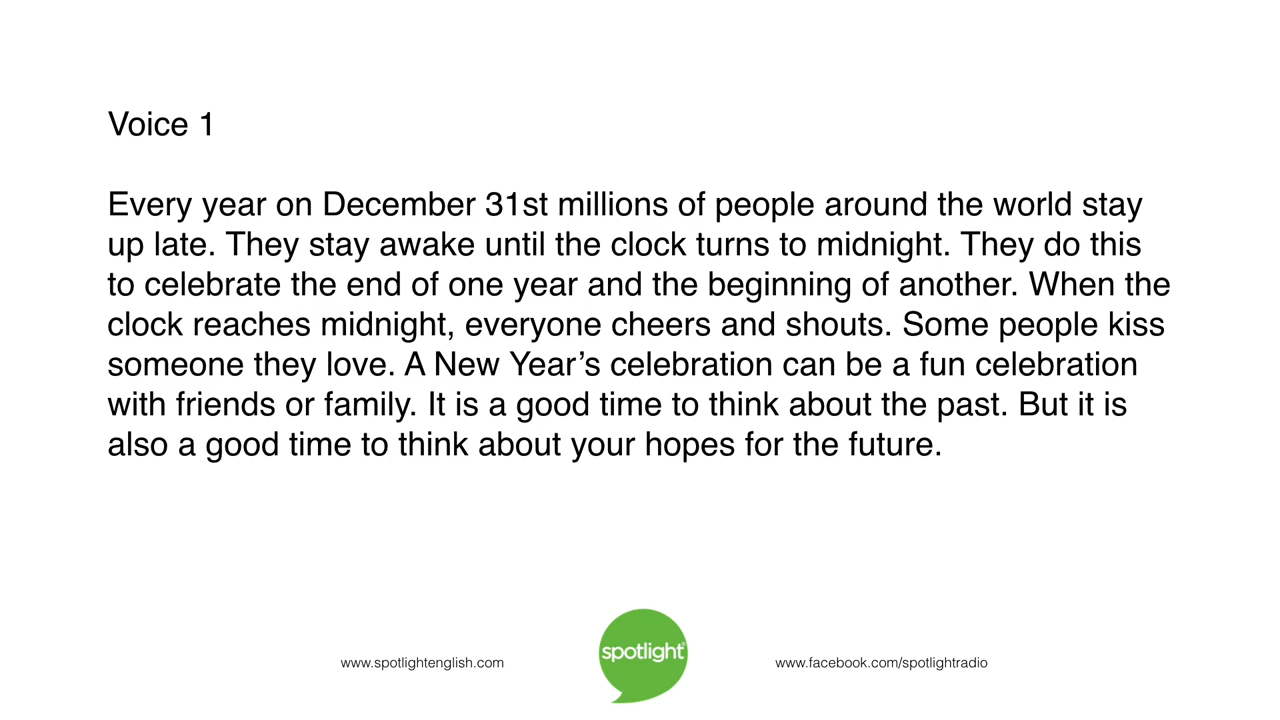 Voice 1
Every year on December 31st millions of people around the world stay
up late. They stay awake until the clock turns to midnight. They do this
to celebrate the end of one year and the beginning of another. When the
clock reaches midnight, everyone cheers and shouts. Some people kiss
someone they love. A New Year’s celebration can be a fun celebration
with friends or family. It is a good time to think about the past. But it is
also a good time to think about your hopes for the future.
www.spotlightenglish.com
spotlight®
www.facebook.com/spotlightradio